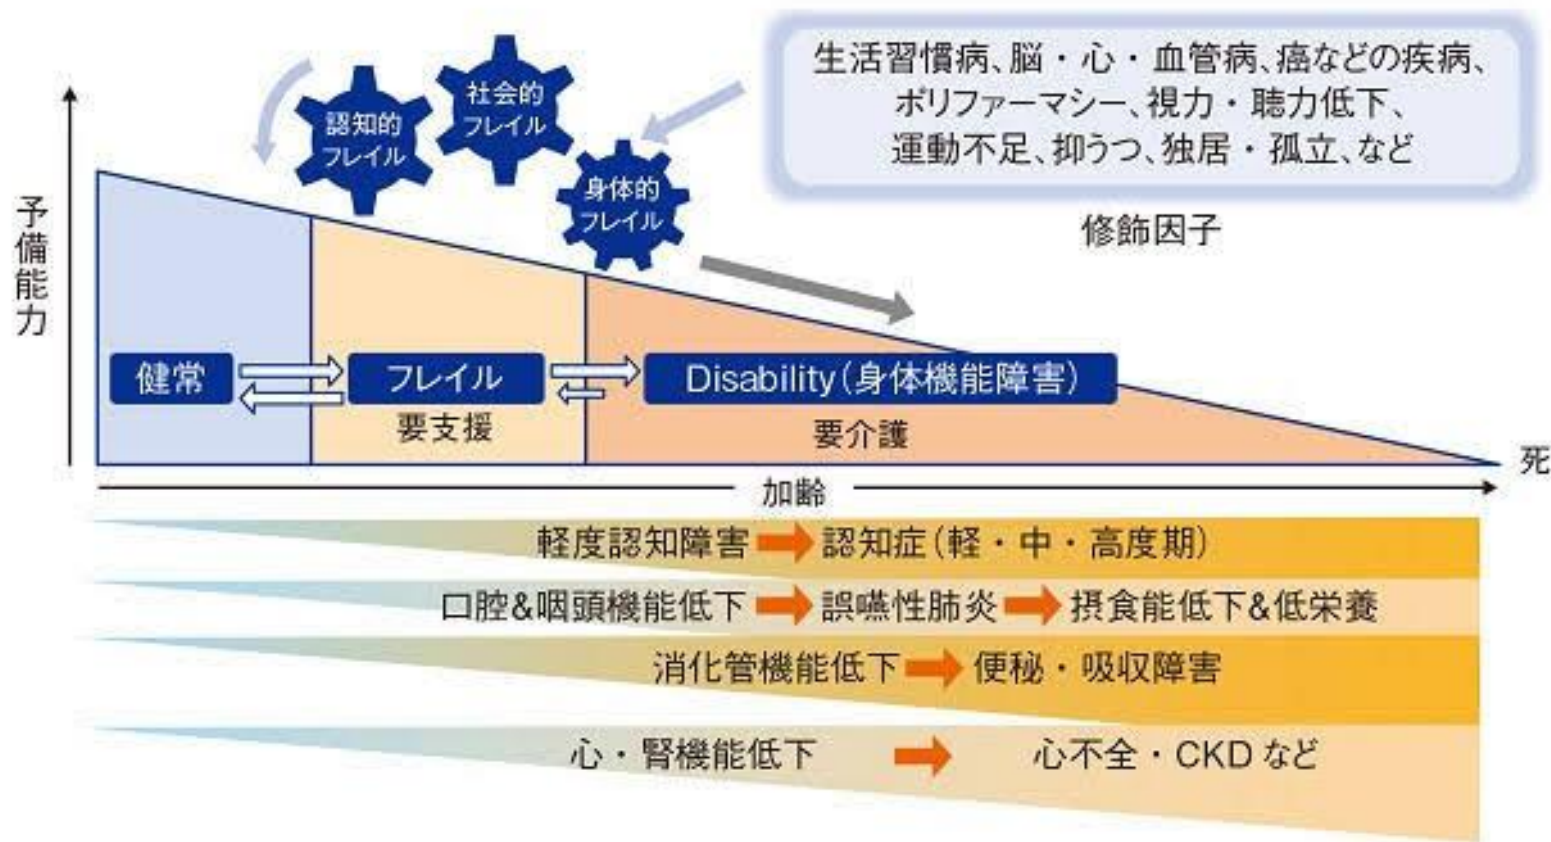 生活習慣病、脳・心・血管病、癌などの疾病、
ポリファーマシー、視力・聴力低下、
運動不足、抑うつ、独居・孤立、など
修飾因子
認知的
フレイル
社会的
フレイル
身体的
フレイル
予備能力
健常
フレイル
Disability(身体機能障害)
要支援
要介護
死
加齢
軽度認知障害 認知症(軽・中・高度期)
口腔&咽頭機能低下 誤嚥性肺炎 摂食能低下&低栄養
消化管機能低下 便秘・吸収障害
心・腎機能低下 心不全・CKD など